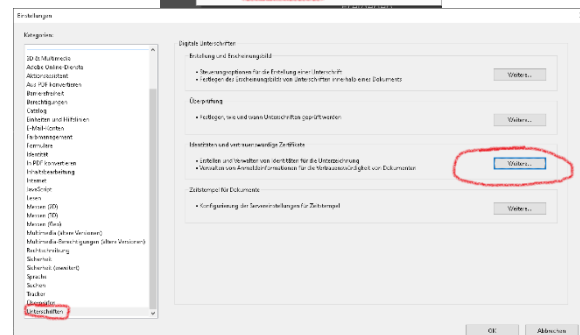 Einstellungen
Kategorien:
3D & Multimedia
Adobe Online-Dienste
Aktionsassistent
Aus PDF konvertieren
Barrierefreiheit
Berechtigungen
Catalog
Einheiten und Hilfslinien
E-Mail-Konten
Farbmanagement
Formulare
Identität
In PDF konvertieren
Inhaltsbearbeitung
Internet
JavaScript
Lesen
Messen (2D)
Messen (3D)
Messen (Geo)
Multimedia (ältere Versionen)
Multimedia-Berechtigungen (ältere Versionen)
Rechtschreibung
Sicherheit
Sicherheit (erweitert)
Sprache
Suchen
Tracker
Überprüfen
Unterschriften
Digitale Unterschriften
Erstellung und Erscheinungsbild
• Steuerungsoptionen für die Erstellung einer Unterschrift
• Festlegen des Erscheinungsbilds von Unterschriften innerhalb eines Dokuments
Weitere...
Überprüfung
• Festlegen, wie und wann Unterschriften geprüft werden
Weitere...
Identitäten und vertrauenswürdige Zertifikate
• Erstellen und Verwalten von Identitäten für die Unterzeichnung
• Verwalten von Anmeldeinformationen für die Vertrauenswürdigkeit von Dokumenten
Weitere...
Zeitstempel für Dokumente
• Konfigurierung der Servereinstellungen für Zeitstempel
Weitere...
OK
Abbrechen